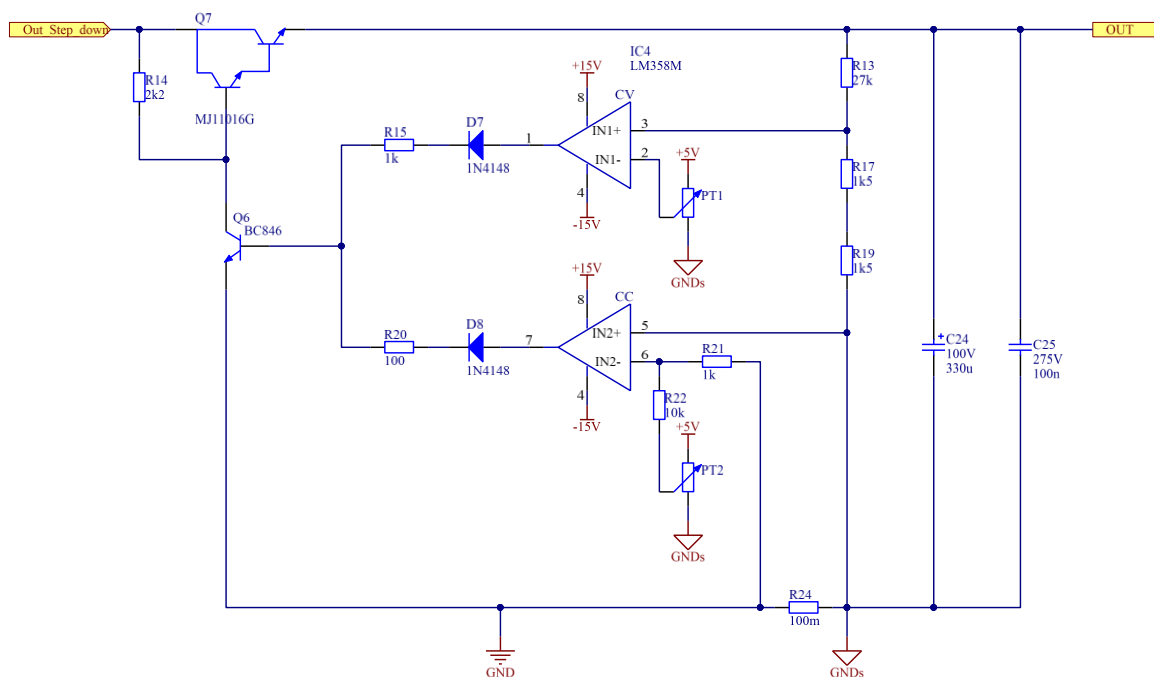 Out_Step_down
Q7
OUT
R14
2k2
MJ11016G
IC4
LM358M
+15V
8
CV
R13
27k
R15
1k
D7
1N4148
1
IN1+
3
IN1-
2
4
-15V
+5V
PT1
GNDs
R17
1k5
Q6
BC846
R19
1k5
+15V
8
CC
R20
100
D8
1N4148
7
IN2+
5
IN2-
6
4
-15V
R21
1k
R22
10k
+5V
PT2
GNDs
+
C24
100V
330u
C25
275V
100n
R24
100m
GND
GNDs